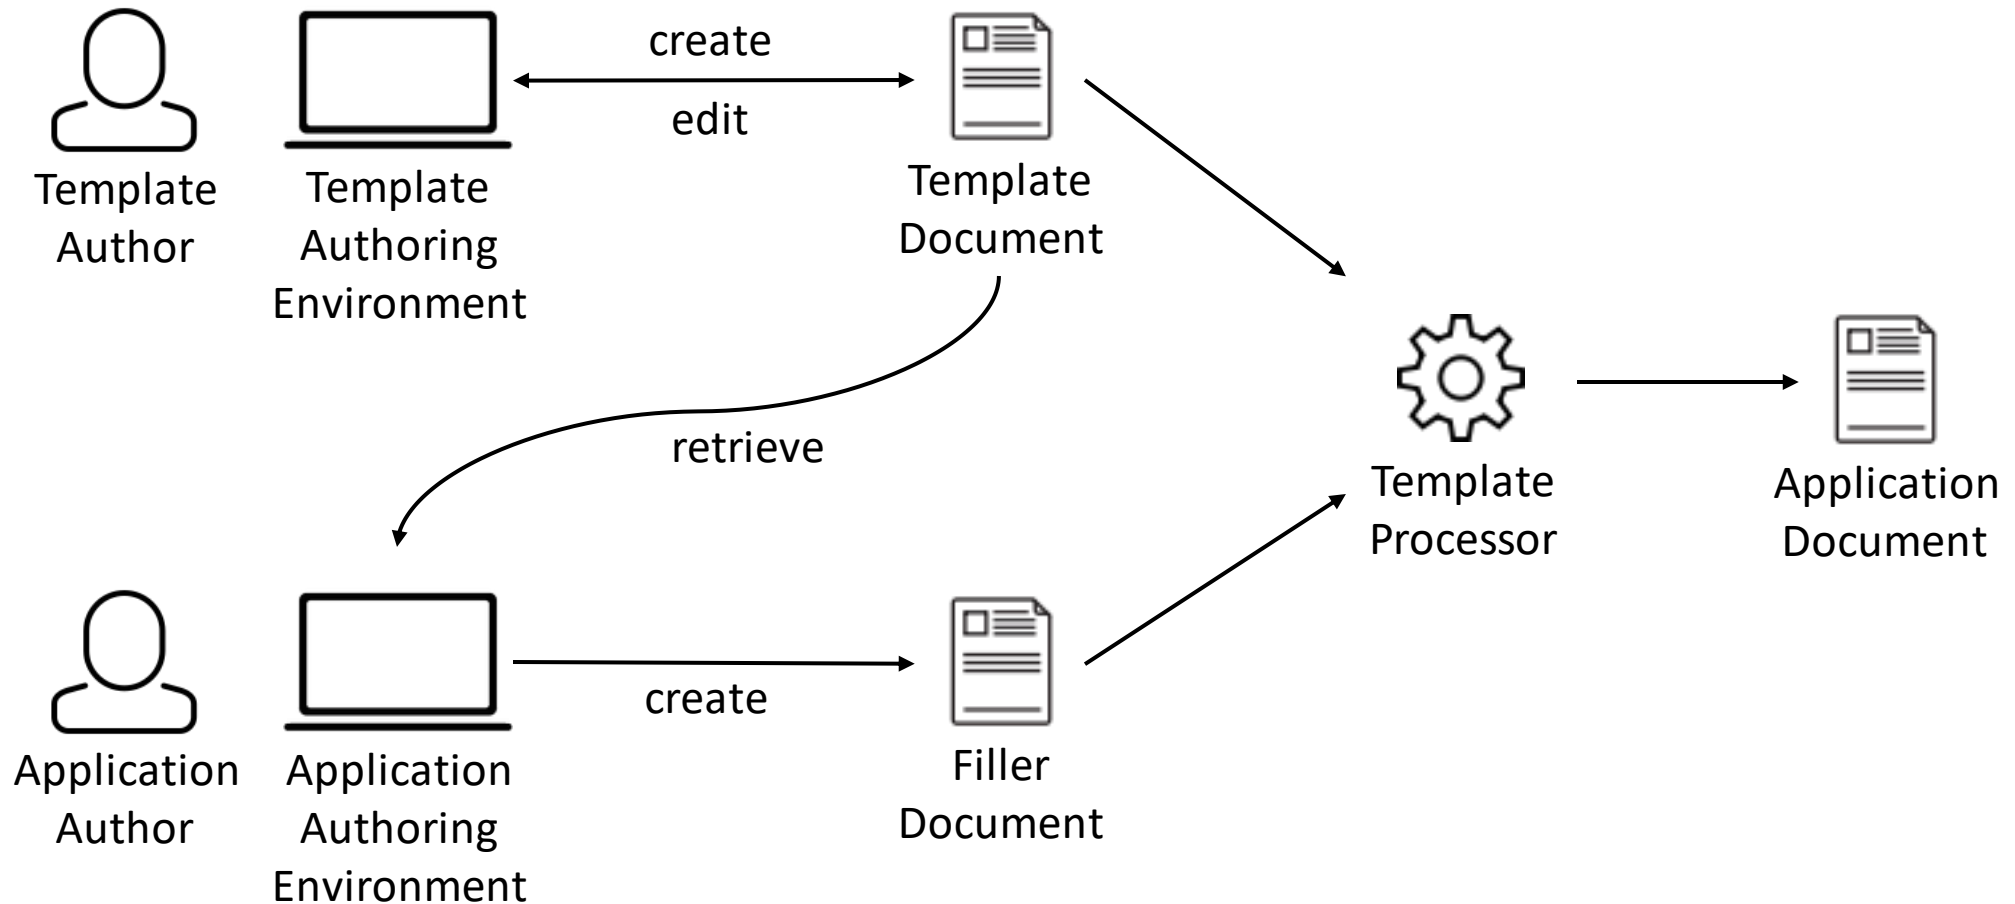 create
edit
Template
Author
Template
Authoring
Environment
Template
Document
retrieve
Template
Processor
Application
Document
create
Application
Author
Application
Authoring
Environment
Filler
Document